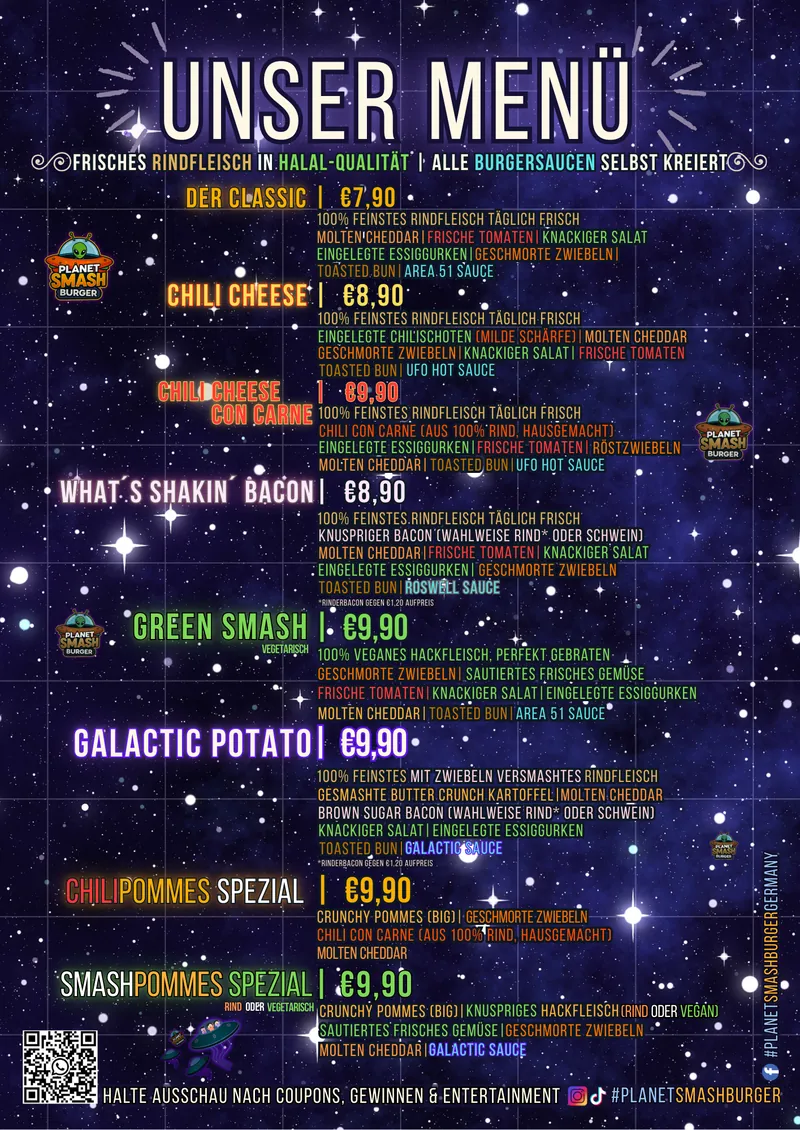 UNSER MENÜ
FRISCHES RINDFLEISCH IN HALAL-QUALITÄT | ALLE BURGERSAUCEN SELBST KREIERT
DER CLASSIC | €7,90
100% FEINSTES RINDFLEISCH TÄGLICH FRISCH
MOLTEN CHEDDAR | FRISCHE TOMATEN | KNACKIGER SALAT
EINGELEGTE ESSIGGURKEN | GESCHMORTE ZWIEBELN |
TOASTED BUN | AREA 51 SAUCE
PLANET
SMASH
BURGER
CHILI CHEESE | €8,90
100% FEINSTES RINDFLEISCH TÄGLICH FRISCH
EINGELEGTE CHILISCHOTEN (MILDE SCHÄRFE) | MOLTEN CHEDDAR
GESCHMORTE ZWIEBELN | KNACKIGER SALAT | FRISCHE TOMATEN
TOASTED BUN | UFO HOT SAUCE
CHILI CHEESE | €9,90
CON CARNE
100% FEINSTES RINDFLEISCH TÄGLICH FRISCH
CHILI CON CARNE (AUS 100% RIND, HAUSGEMACHT)
EINGELEGTE ESSIGGURKEN | FRISCHE TOMATEN | RÖSTZWIEBELN
MOLTEN CHEDDAR | TOASTED BUN | UFO HOT SAUCE
PLANET
SMASH
BURGER
WHAT´S SHAKIN´ BACON | €8,90
100% FEINSTES RINDFLEISCH TÄGLICH FRISCH
KNUSPRIGER BACON (WAHLWEISE RIND* ODER SCHWEIN)
MOLTEN CHEDDAR | FRISCHE TOMATEN | KNACKIGER SALAT
EINGELEGTE ESSIGGURKEN | GESCHMORTE ZWIEBELN
TOASTED BUN | ROSWELL SAUCE
*RINDERBACON GEGEN €1,20 AUFPREIS
PLANET
SMASH
BURGER
GREEN SMASH | €9,90
VEGETARISCH
100% VEGANES HACKFLEISCH, PERFEKT GEBRATEN
GESCHMORTE ZWIEBELN | SAUTIERTES FRISCHES GEMÜSE
FRISCHE TOMATEN | KNACKIGER SALAT | EINGELEGTE ESSIGGURKEN
MOLTEN CHEDDAR | TOASTED BUN | AREA 51 SAUCE
GALACTIC POTATO | €9,90
100% FEINSTES MIT ZWIEBELN VERSMASHTES RINDFLEISCH
GESMASHTE BUTTER CRUNCH KARTOFFEL | MOLTEN CHEDDAR
BROWN SUGAR BACON (WAHLWEISE RIND* ODER SCHWEIN)
KNACKIGER SALAT | EINGELEGTE ESSIGGURKEN
TOASTED BUN | GALACTIC SAUCE
*RINDERBACON GEGEN €1,20 AUFPREIS
PLANET
SMASH
BURGER
CHILIPOMMES SPEZIAL | €9,90
CRUNCHY POMMES (BIG) | GESCHMORTE ZWIEBELN
CHILI CON CARNE (AUS 100% RIND, HAUSGEMACHT)
MOLTEN CHEDDAR
SMASHPOMMES SPEZIAL | €9,90
RIND ODER VEGETARISCH
CRUNCHY POMMES (BIG) | KNUSPRIGES HACKFLEISCH (RIND ODER VEGAN)
SAUTIERTES FRISCHES GEMÜSE | GESCHMORTE ZWIEBELN
MOLTEN CHEDDAR | GALACTIC SAUCE
#PLANETSMASHBURGERGERMANY
HALTE AUSSCHAU NACH COUPONS, GEWINNEN & ENTERTAINMENT #PLANETSMASHBURGER